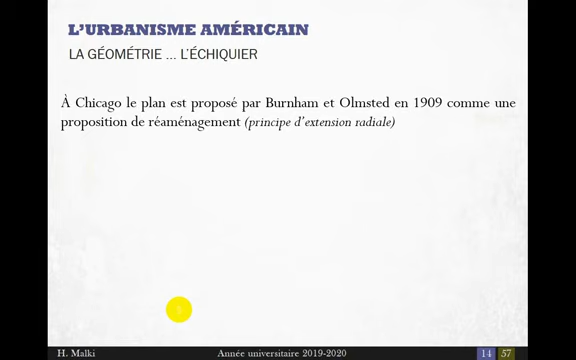 L’URBANISME AMÉRICAIN
LA GÉOMÉTRIE ... L’ÉCHIQUIER
À Chicago le plan est proposé par Burnham et Olmsted en 1909 comme une
proposition de réaménagement (principe d’extension radiale)
H. Malki Année universitaire 2019-2020 14 57